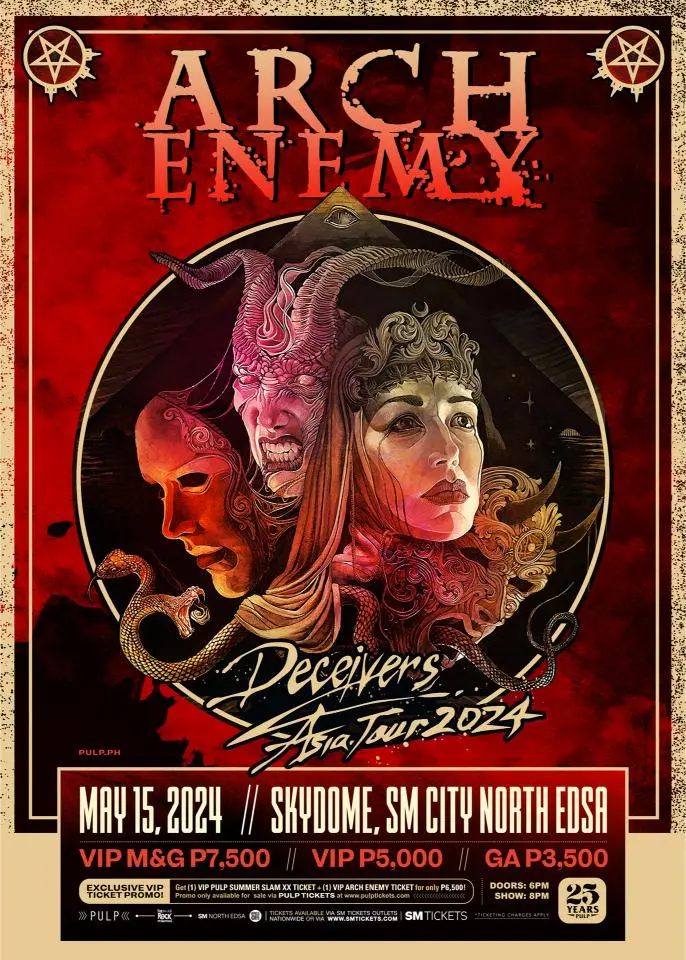 ARCH
ENEMY
Deceivers
Asia Tour 2024
PULP.PH
MAY 15, 2024 // SKYDOME, SM CITY NORTH EDSA
VIP M&G P7,500 // VIP P5,000 // GA P3,500
EXCLUSIVE VIP
TICKET PROMO!
Get (1) VIP PULP SUMMER SLAM XX TICKET + (1) VIP ARCH ENEMY TICKET for only P6,500!
Promo only available for sale via PULP TICKETS at www.pulptickets.com
DOORS: 6PM
SHOW: 8PM
25
YEARS
PULP
PULP
ROCK
SM NORTH EDSA
TICKETS AVAILABLE VIA SM TICKETS OUTLETS
NATIONWIDE OR VIA WWW.SMTICKETS.COM
SM TICKETS
*TICKETING CHARGES APPLY